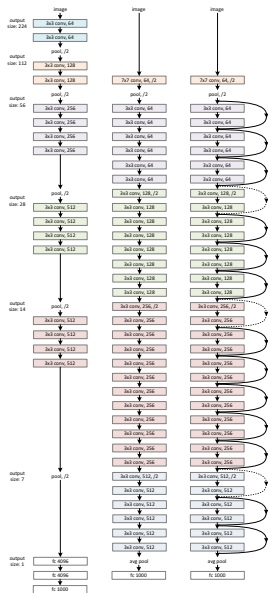 output
size: 224
output
size: 112
output
size: 56
output
size: 28
output
size: 14
output
size: 7
output
size: 1
image
3x3 conv, 64
3x3 conv, 64
pool, /2
3x3 conv, 128
3x3 conv, 128
pool, /2
3x3 conv, 256
3x3 conv, 256
3x3 conv, 256
3x3 conv, 256
pool, /2
3x3 conv, 512
3x3 conv, 512
3x3 conv, 512
3x3 conv, 512
pool, /2
3x3 conv, 512
3x3 conv, 512
3x3 conv, 512
3x3 conv, 512
pool, /2
fc 4096
fc 4096
fc 1000
image
7x7 conv, 64, /2
pool, /2
3x3 conv, 64
3x3 conv, 64
3x3 conv, 64
3x3 conv, 64
3x3 conv, 64
3x3 conv, 64
3x3 conv, 128, /2
3x3 conv, 128
3x3 conv, 128
3x3 conv, 128
3x3 conv, 128
3x3 conv, 128
3x3 conv, 128
3x3 conv, 128
3x3 conv, 256, /2
3x3 conv, 256
3x3 conv, 256
3x3 conv, 256
3x3 conv, 256
3x3 conv, 256
3x3 conv, 256
3x3 conv, 256
3x3 conv, 256
3x3 conv, 256
3x3 conv, 256
3x3 conv, 256
3x3 conv, 512, /2
3x3 conv, 512
3x3 conv, 512
3x3 conv, 512
3x3 conv, 512
3x3 conv, 512
avg pool
fc 1000
image
7x7 conv, 64, /2
pool, /2
3x3 conv, 64
3x3 conv, 64
3x3 conv, 64
3x3 conv, 64
3x3 conv, 64
3x3 conv, 64
3x3 conv, 128, /2
3x3 conv, 128
3x3 conv, 128
3x3 conv, 128
3x3 conv, 128
3x3 conv, 128
3x3 conv, 128
3x3 conv, 128
3x3 conv, 256, /2
3x3 conv, 256
3x3 conv, 256
3x3 conv, 256
3x3 conv, 256
3x3 conv, 256
3x3 conv, 256
3x3 conv, 256
3x3 conv, 256
3x3 conv, 256
3x3 conv, 256
3x3 conv, 256
3x3 conv, 512, /2
3x3 conv, 512
3x3 conv, 512
3x3 conv, 512
3x3 conv, 512
3x3 conv, 512
avg pool
fc 1000